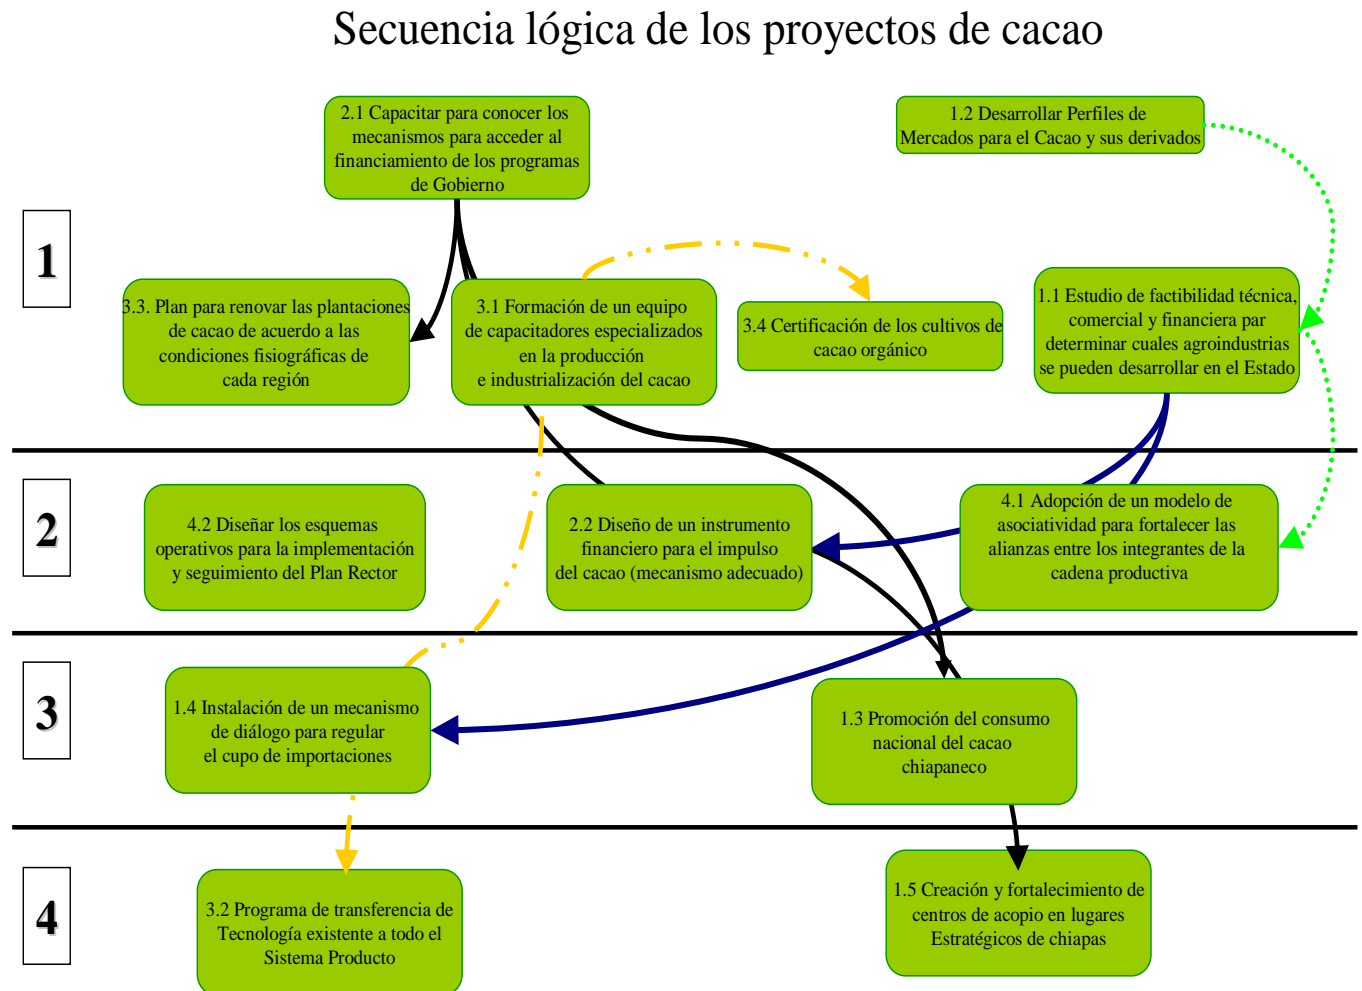 Secuencia lógica de los proyectos de cacao
2.1 Capacitar para conocer los
mecanismos para acceder al
financiamiento de los programas
de Gobierno
1.2 Desarrollar Perfiles de
Mercados para el Cacao y sus derivados
1
3.3. Plan para renovar las plantaciones
de cacao de acuerdo a las
condiciones fisiográficas de
cada región
3.1 Formación de un equipo
de capacitadores especializados
en la producción
e industrialización del cacao
3.4 Certificación de los cultivos de
cacao orgánico
1.1 Estudio de factibilidad técnica,
comercial y financiera par
determinar cuales agroindustrias
se pueden desarrollar en el Estado
2
4.2 Diseñar los esquemas
operativos para la implementación
y seguimiento del Plan Rector
2.2 Diseño de un instrumento
financiero para el impulso
del cacao (mecanismo adecuado)
4.1 Adopción de un modelo de
asociatividad para fortalecer las
alianzas entre los integrantes de la
cadena productiva
3
1.4 Instalación de un mecanismo
de diálogo para regular
el cupo de importaciones
1.3 Promoción del consumo
nacional del cacao
chiapaneco
4
3.2 Programa de transferencia de
Tecnología existente a todo el
Sistema Producto
1.5 Creación y fortalecimiento de
centros de acopio en lugares
Estratégicos de chiapas